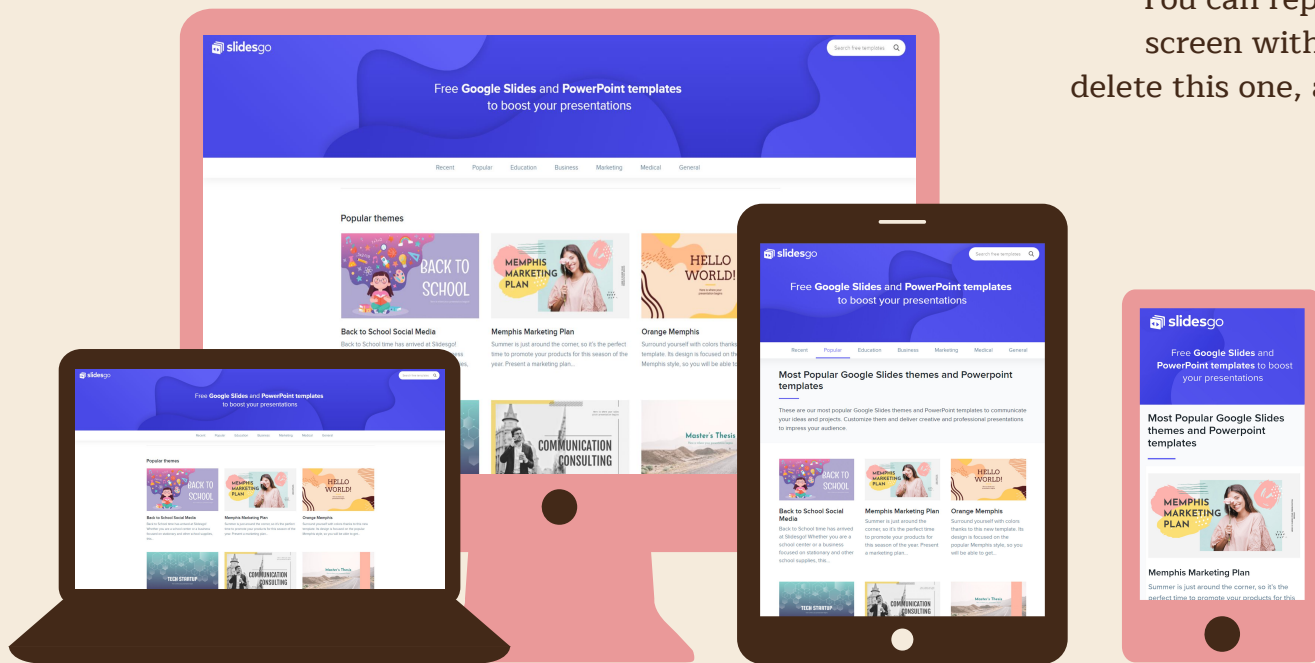 You can rep
screen with
delete this one, a
slidesgo
Search free templates
Free Google Slides and PowerPoint templates
to boost your presentations
Recent Popular Education Business Marketing Medical General
Popular themes
BACK TO
SCHOOL
MEMPHIS
MARKETING
PLAN
HELLO
WORLD!
Back to School Social Media
Back to School time has arrived at Slidesgo!
Memphis Marketing Plan
Summer is just around the corner, so it's the perfect
time to promote your products for this season of the
year. Present a marketing plan...
Orange Memphis
Surround yourself with colors thanks
template. Its design is focused on the
Memphis style, so you will be able to
COMMUNICATION
CONSULTING
Master's Thesis
slidesgo
Search free templates
Free Google Slides and PowerPoint templates
to boost your presentations
Recent Popular Education Business Marketing Medical General
Popular themes
BACK TO
SCHOOL
MEMPHIS
MARKETING
PLAN
HELLO
WORLD!
Back to School Social Media
Memphis Marketing Plan
Orange Memphis
TECH STARTUP
COMMUNICATION
CONSULTING
Master's Thesis
slidesgo
Search free templates
Free Google Slides and PowerPoint templates
to boost your presentations
Recent Popular Education Business Marketing Medical General
Most Popular Google Slides themes and Powerpoint
templates
These are our most popular Google Slides themes and PowerPoint templates to communicate
your ideas and projects. Customize them and deliver creative and professional presentations
to impress your audience.
BACK TO
SCHOOL
MEMPHIS
MARKETING
PLAN
HELLO
WORLD!
Back to School Social
Media
Back to School time has arrived
at Slidesgo! Whether you are a
school center or a business
focused on stationary and other
school supplies, this...
Memphis Marketing Plan
Summer is just around the
corner, so it's the perfect time
to promote your products for
this season of the year. Present
a marketing plan...
Orange Memphis
Surround yourself with colors
thanks to this new template. Its
design is focused on the
popular Memphis style, so you
will be able to get...
TECH STARTUP
COMMUNICATION
CONSULTING
Master's Thesis
slidesgo
Free Google Slides and
PowerPoint templates to boost
your presentations
Most Popular Google Slides
themes and Powerpoint
templates
MEMPHIS
MARKETING
PLAN
Memphis Marketing Plan
Summer is just around the corner, so it's the
perfect time to promote your products for this